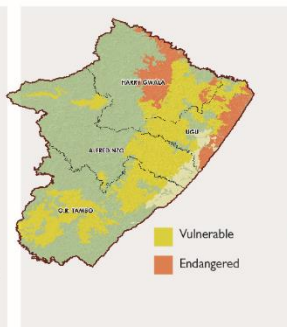 HARRY GWALA
UGU
ALFRED NZO
O.R. TAMBO
Vulnerable
Endangered